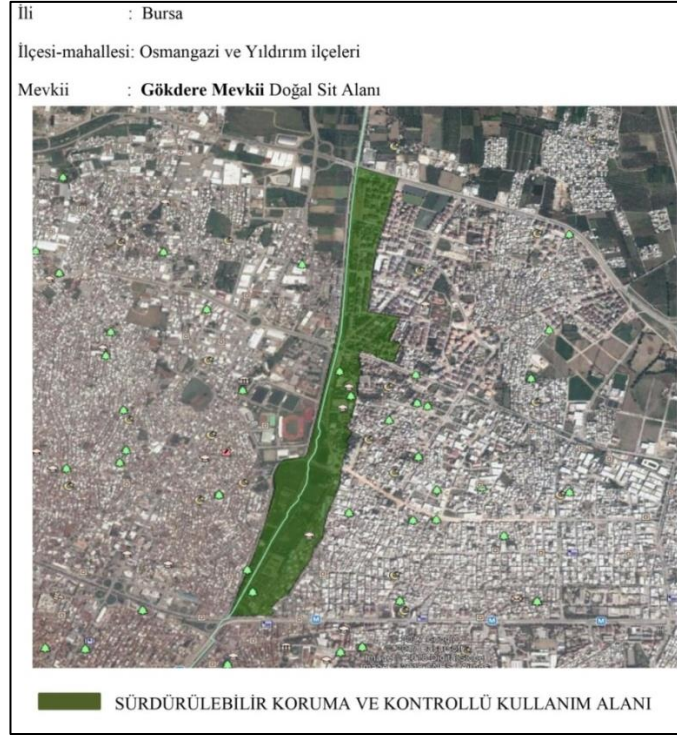 İli : Bursa
İlçesi-mahallesi: Osmangazi ve Yıldırım ilçeleri
Mevkii : Gökdere Mevkii Doğal Sit Alanı
SÜRDÜRÜLEBİLİR KORUMA VE KONTROLLÜ KULLANIM ALANI